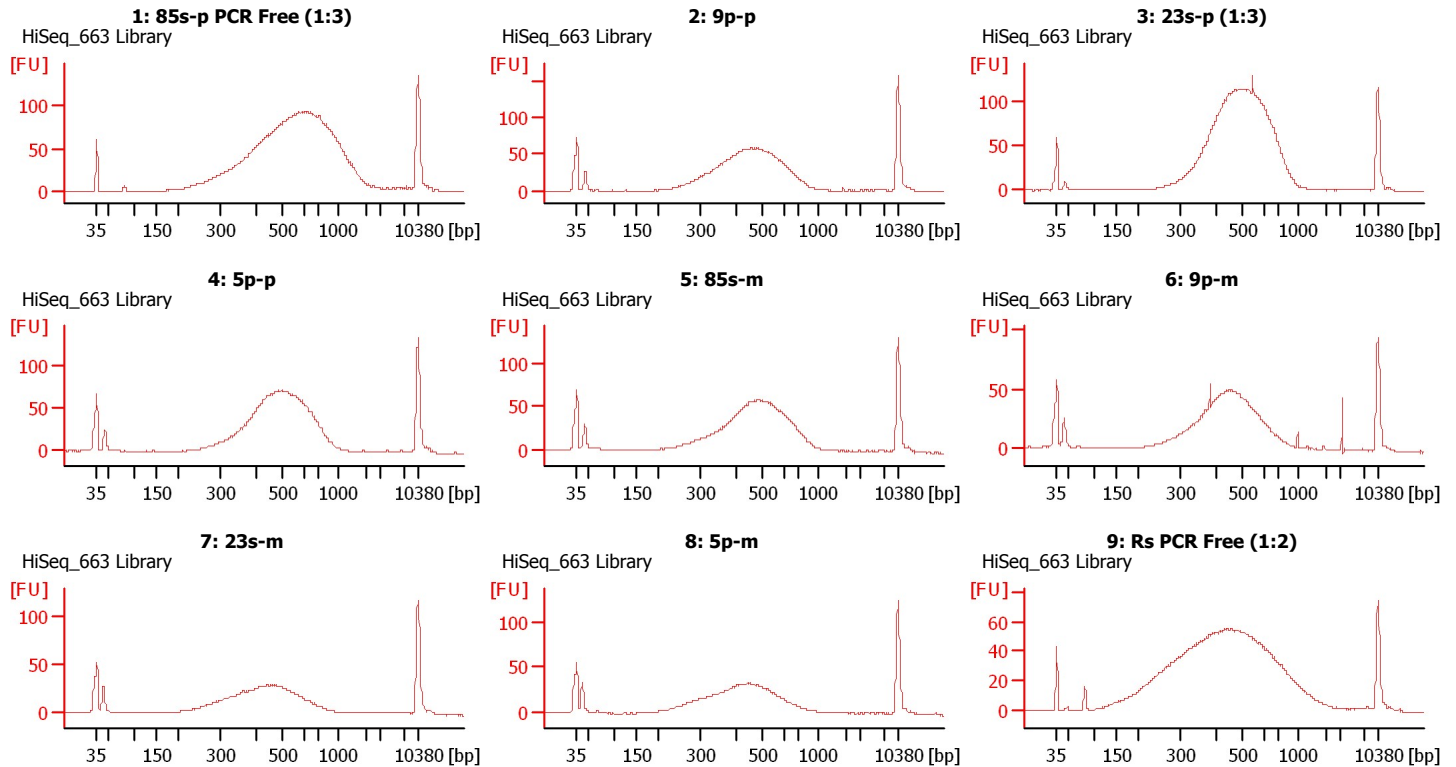 1: 85s-p PCR Free (1:3)
HiSeq_663 Library
[FU]
100
50
0
35 150 300 500 1000 10380 [bp]
2: 9p-p
HiSeq_663 Library
[FU]
100
50
0
35 150 300 500 1000 10380 [bp]
3: 23s-p (1:3)
HiSeq_663 Library
[FU]
100
50
0
35 150 300 500 1000 10380 [bp]
4: 5p-p
HiSeq_663 Library
[FU]
100
50
0
35 150 300 500 1000 10380 [bp]
5: 85s-m
HiSeq_663 Library
[FU]
100
50
0
35 150 300 500 1000 10380 [bp]
6: 9p-m
HiSeq_663 Library
[FU]
50
0
35 150 300 500 1000 10380 [bp]
7: 23s-m
HiSeq_663 Library
[FU]
100
50
0
35 150 300 500 1000 10380 [bp]
8: 5p-m
HiSeq_663 Library
[FU]
100
50
0
35 150 300 500 1000 10380 [bp]
9: Rs PCR Free (1:2)
HiSeq_663 Library
[FU]
60
40
20
0
35 150 300 500 1000 10380 [bp]